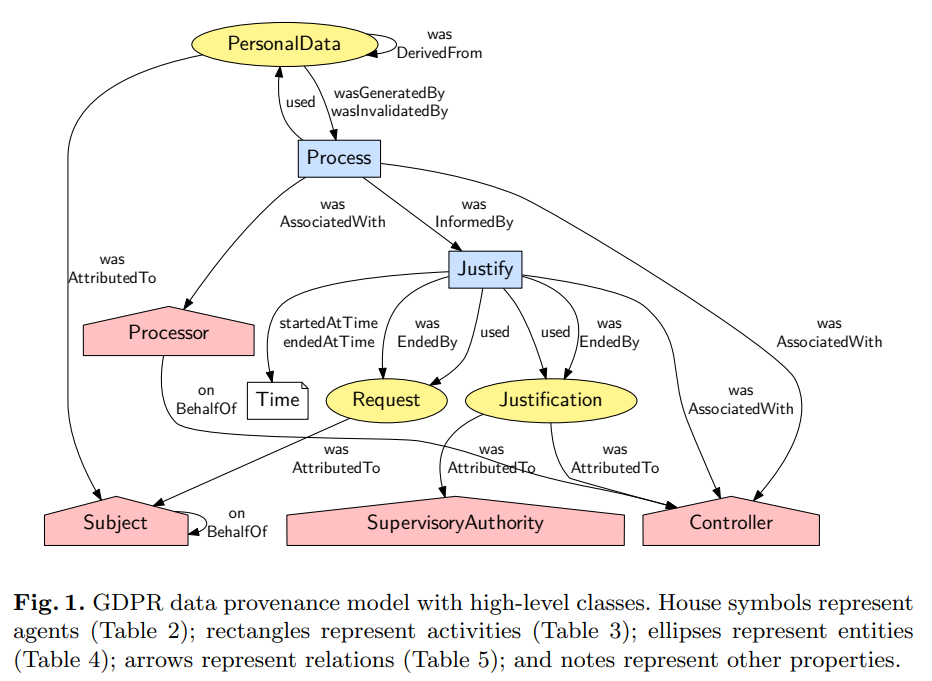 PersonalData
was
DerivedFrom
used
wasGeneratedBy
wasInvalidatedBy
Process
was
AssociatedWith
was
InformedBy
was
AttributedTo
Justify
Processor
startedAtTime
endedAtTime
was
EndedBy
used
used
was
EndedBy
was
AssociatedWith
Time
Request
Justification
on
BehalfOf
was
AssociatedWith
was
AttributedTo
was
AttributedTo
was
AttributedTo
Subject
on
BehalfOf
SupervisoryAuthority
Controller
Fig. 1. GDPR data provenance model with high-level classes. House symbols represent
agents (Table 2); rectangles represent activities (Table 3); ellipses represent entities
(Table 4); arrows represent relations (Table 5); and notes represent other properties.